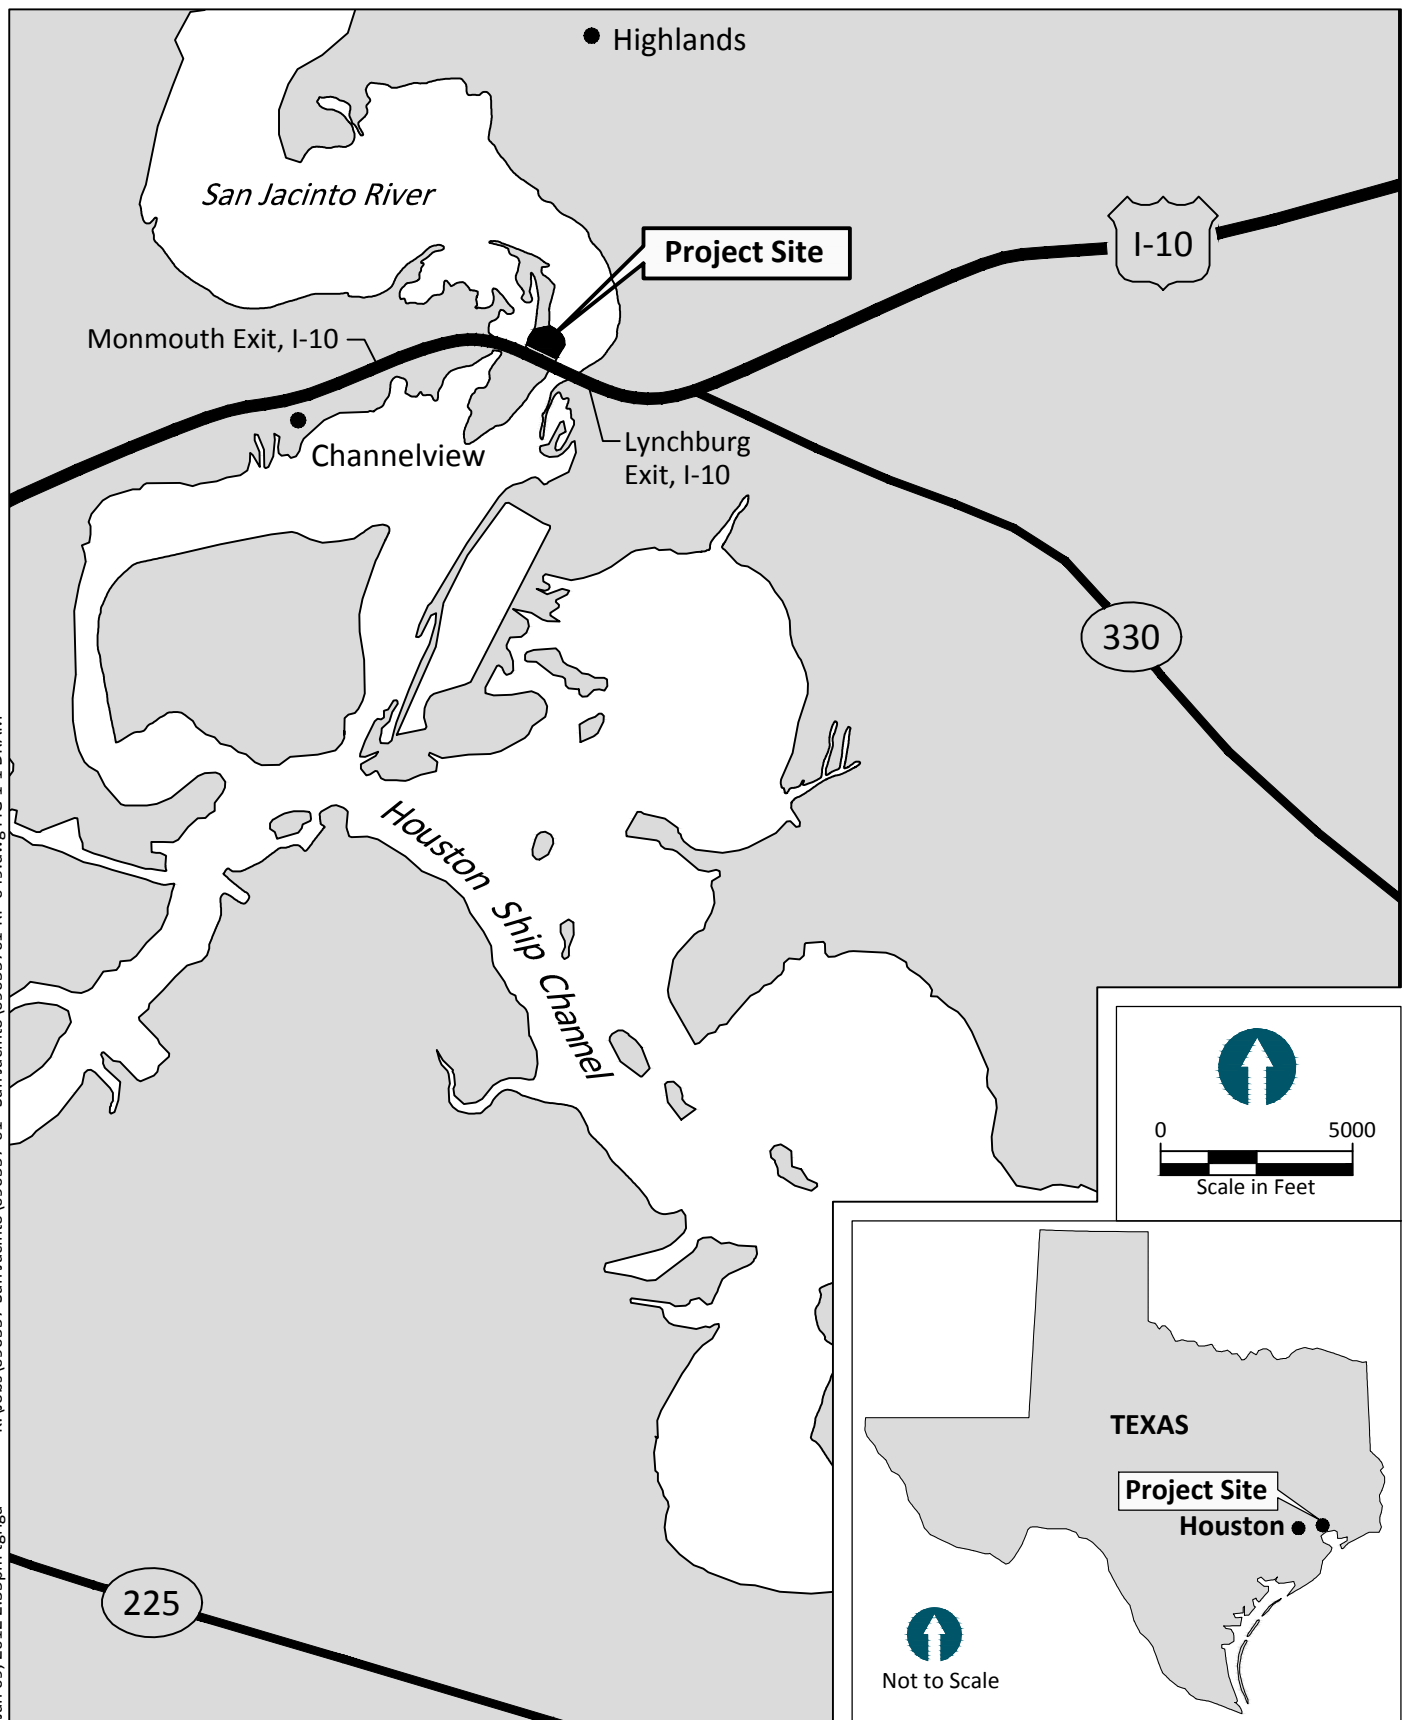 Highlands
San Jacinto River
Project Site
I-10
Monmouth Exit, I-10
Lynchburg
Exit, I-10
Channelview
330
Houston Ship Channel
0 5000
Scale in Feet
TEXAS
Project Site
Houston
225
Not to Scale